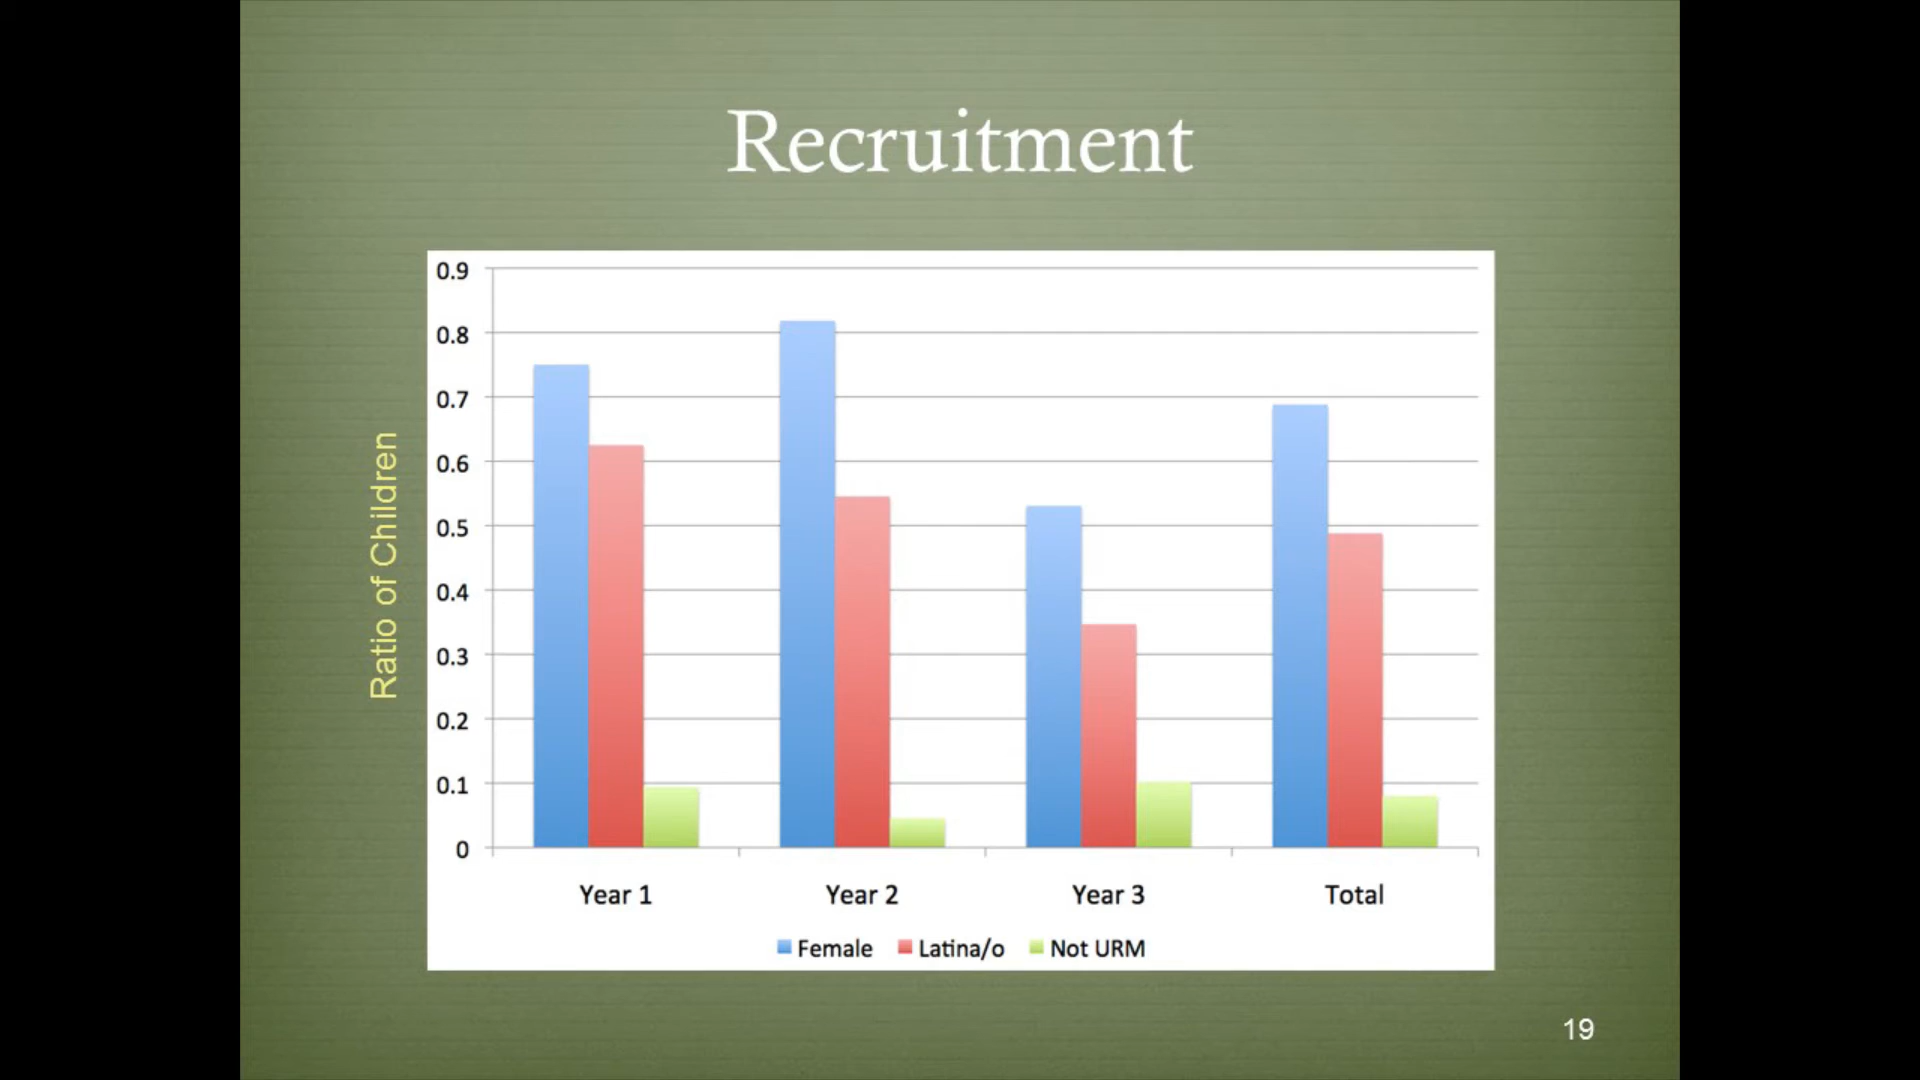 Recruitment
Ratio of Children
0.9
0.8
0.7
0.6
0.5
0.4
0.3
0.2
0.1
0
Year 1 Year 2 Year 3 Total
Female Latina/o Not URM
19